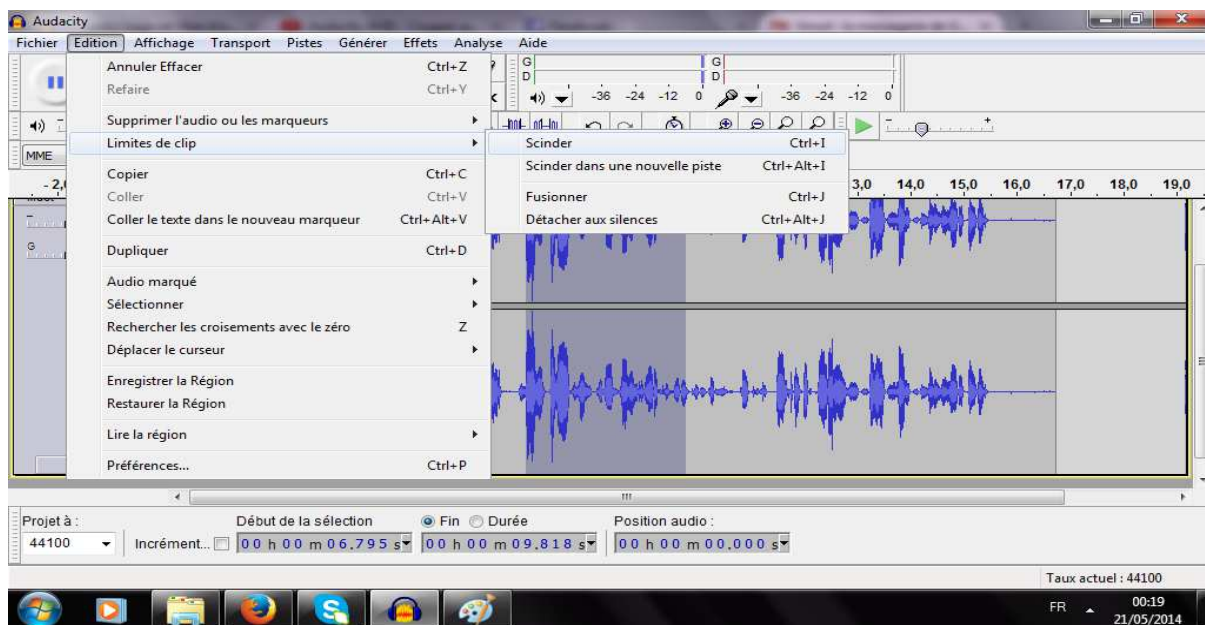 Audacity
Fichier Edition Affichage Transport Pistes Générer Effets Analyse Aide
Annuler Effacer Ctrl+Z
Refaire Ctrl+Y
Supprimer l'audio ou les marqueurs
Limites de clip
Copier Ctrl+C
Coller Ctrl+V
Coller le texte dans le nouveau marqueur Ctrl+Alt+V
Dupliquer Ctrl+D
Audio marqué
Sélectionner
Rechercher les croisements avec le zéro Z
Déplacer le curseur
Enregistrer la Région
Restaurer la Région
Lire la région
Préférences... Ctrl+P
G G
D D
-36 -24 -12 0 -36 -24 -12 0
Scinder Ctrl+I
Scinder dans une nouvelle piste Ctrl+Alt+I
Fusionner Ctrl+J
Détacher aux silences Ctrl+Alt+J
MME
- 2,0 3,0 14,0 15,0 16,0 17,0 18,0 19,0
G
Projet à : Début de la sélection Fin Durée Position audio :
44100 Incrément... 00 h 00 m 06.795 s 00 h 00 m 09.818 s 00 h 00 m 00.000 s
Taux actuel : 44100
FR 00:19
21/05/2014